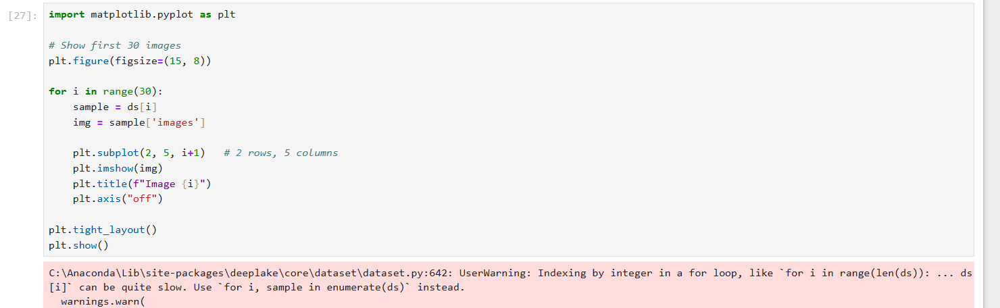 [27]: import matplotlib.pyplot as plt
# Show first 30 images
plt.figure(figsize=(15, 8))
for i in range(30):
    sample = ds[i]
    img = sample['images']
    plt.subplot(2, 5, i+1)   # 2 rows, 5 columns
    plt.imshow(img)
    plt.title(f"Image {i}")
    plt.axis("off")
plt.tight_layout()
plt.show()
C:\Anaconda\Lib\site-packages\deeplake\core\dataset\dataset.py:642: UserWarning: Indexing by integer in a for loop, like `for i in range(len(ds)): ... ds
[i]` can be quite slow. Use `for i, sample in enumerate(ds)` instead.
  warnings.warn(